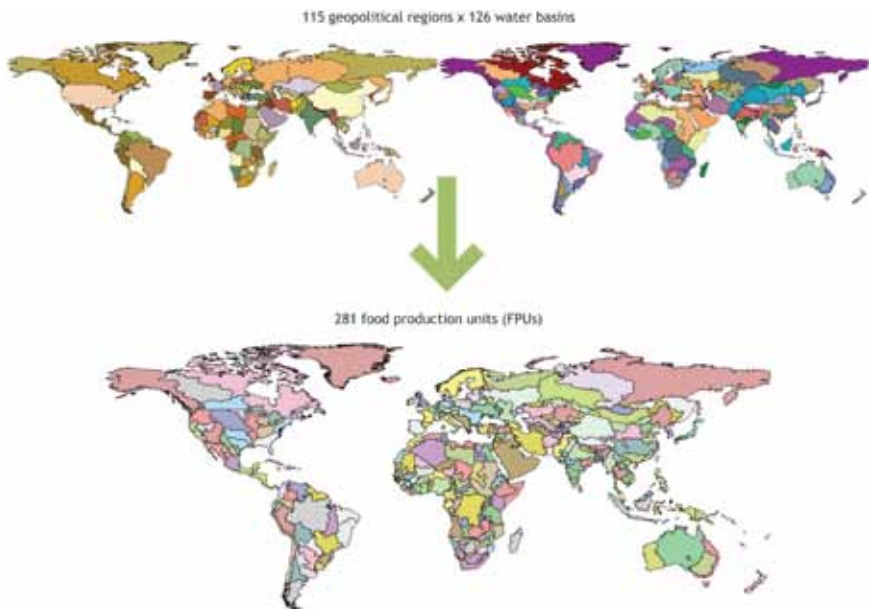 115 geopolitical regions x 126 water basins
281 food production units (FPUs)